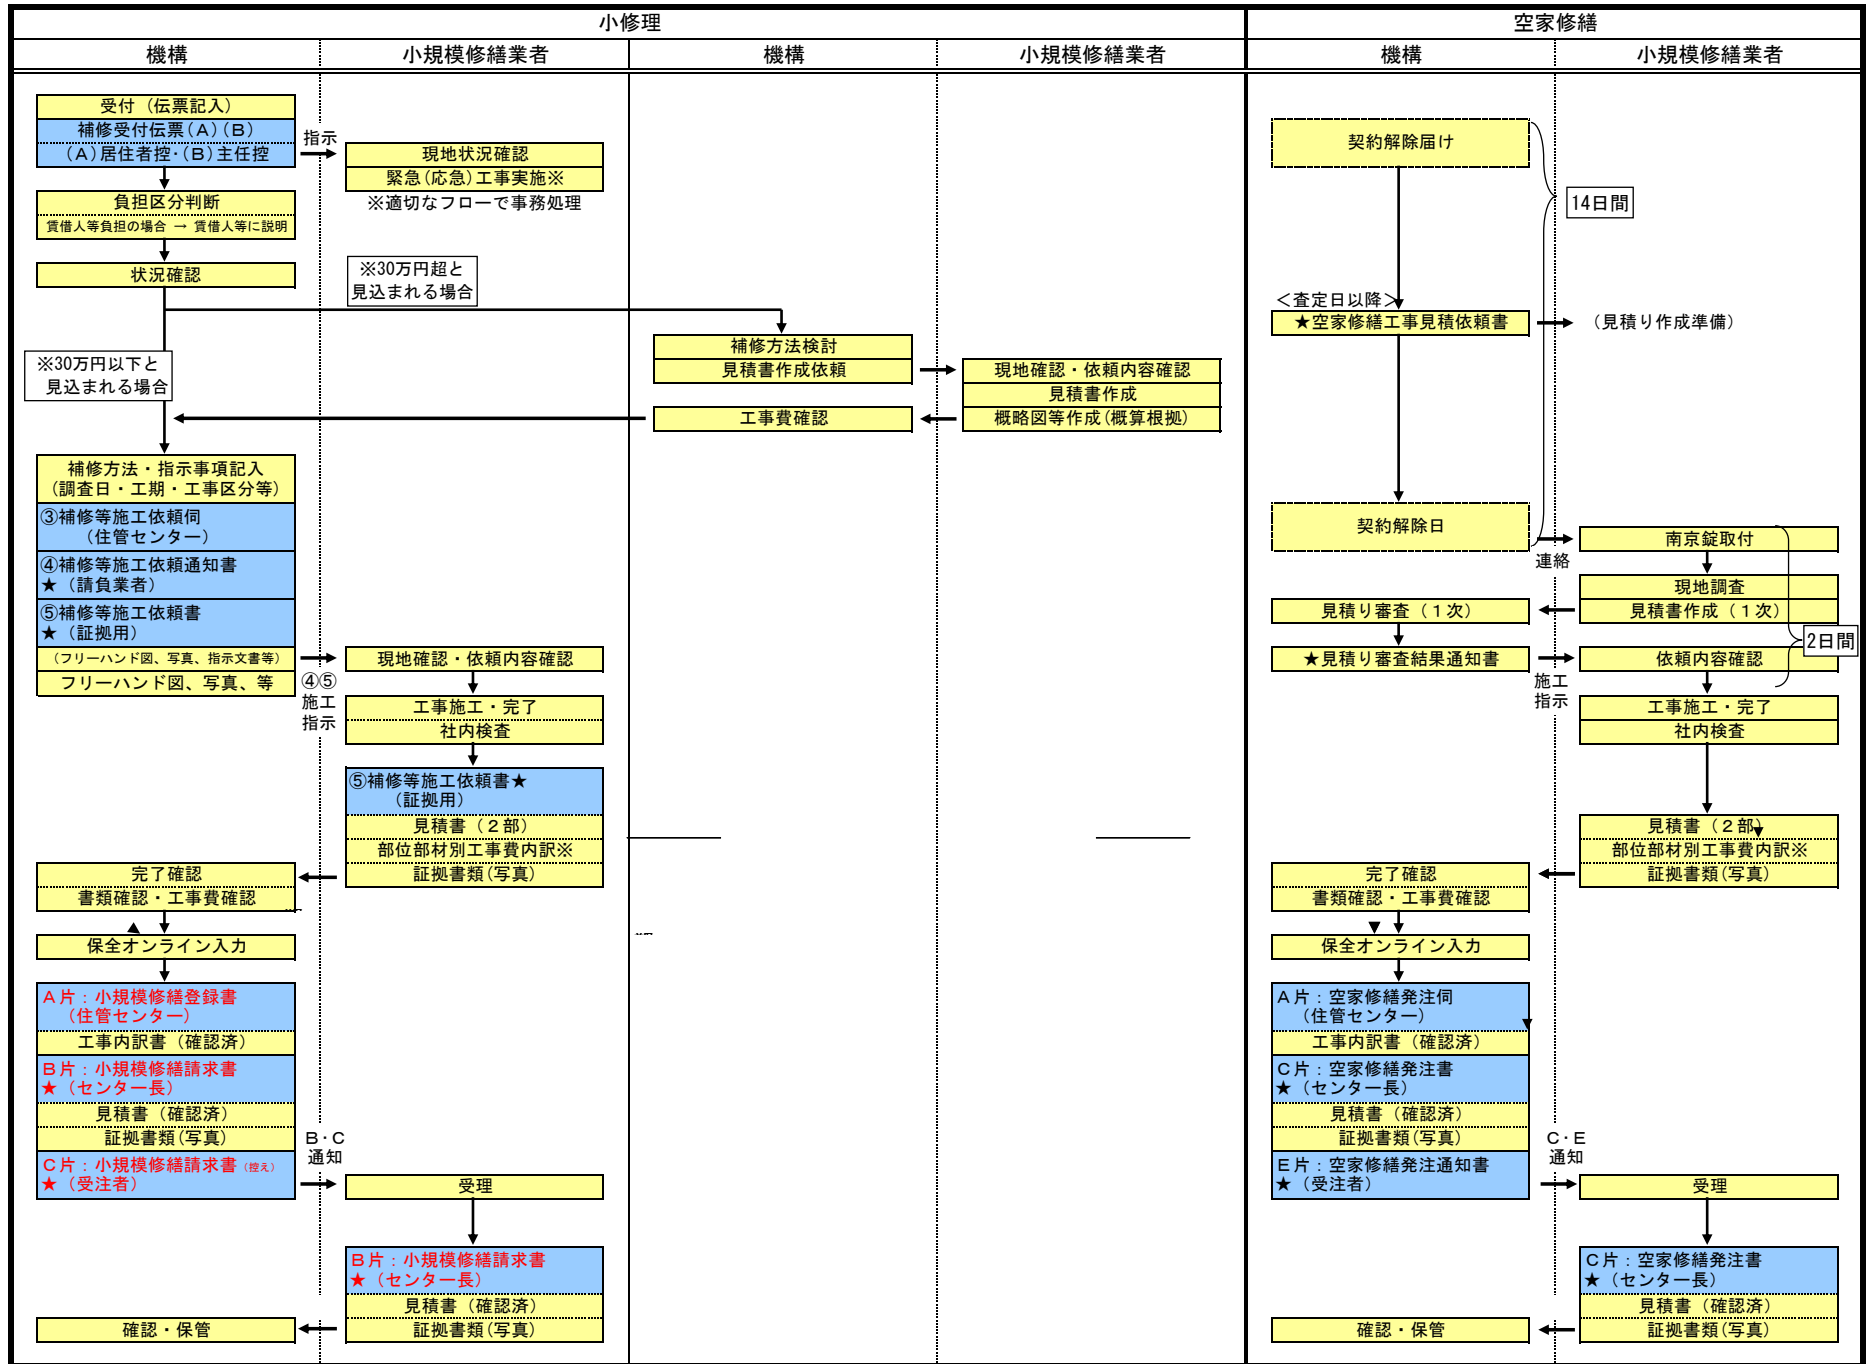 小修理
空家修繕
機構
小規模修繕業者
機構
小規模修繕業者
機構
小規模修繕業者
受付（伝票記入）
補修受付伝票(Ａ)(Ｂ)
(Ａ)居住者控･(Ｂ)主任控
指示
現地状況確認
緊急(応急)工事実施※
※適切なフローで事務処理
負担区分判断
賃借人等負担の場合 → 賃借人等に説明
状況確認
※30万円超と
見込まれる場合
※30万円以下と
見込まれる場合
補修方法検討
見積書作成依頼
現地確認・依頼内容確認
見積書作成
概略図等作成(概算根拠)
工事費確認
補修方法・指示事項記入
(調査日・工期・工事区分等)
③補修等施工依頼伺
（住管センター）
④補修等施工依頼通知書
★（請負業者）
⑤補修等施工依頼書
★（証拠用）
（フリーハンド図、写真、指示文書等）
フリーハンド図、写真、等
④⑤
施工
指示
現地確認・依頼内容確認
工事施工・完了
社内検査
⑤補修等施工依頼書★
（証拠用）
見積書（２部）
部位部材別工事費内訳※
証拠書類(写真)
完了確認
書類確認・工事費確認
保全オンライン入力
Ａ片：小規模修繕登録書
（住管センター）
工事内訳書（確認済）
Ｂ片：小規模修繕請求書
★（センター長）
見積書（確認済）
証拠書類(写真)
Ｃ片：小規模修繕請求書（控え）
★（受注者）
Ｂ･Ｃ
通知
受理
Ｂ片：小規模修繕請求書
★（センター長）
見積書（確認済）
証拠書類(写真)
確認・保管
契約解除届け
14日間
＜査定日以降＞
★空家修繕工事見積依頼書
（見積り作成準備）
契約解除日
連絡
南京錠取付
現地調査
見積書作成（１次）
見積り審査（１次）
2日間
★見積り審査結果通知書
施工
指示
依頼内容確認
工事施工・完了
社内検査
見積書（２部）
部位部材別工事費内訳※
証拠書類(写真)
完了確認
書類確認・工事費確認
保全オンライン入力
Ａ片：空家修繕発注伺
（住管センター）
工事内訳書（確認済）
Ｃ片：空家修繕発注書
★（センター長）
見積書（確認済）
証拠書類(写真)
Ｅ片：空家修繕発注通知書
★（受注者）
Ｃ･Ｅ
通知
受理
Ｃ片：空家修繕発注書
★（センター長）
見積書（確認済）
証拠書類(写真)
確認・保管